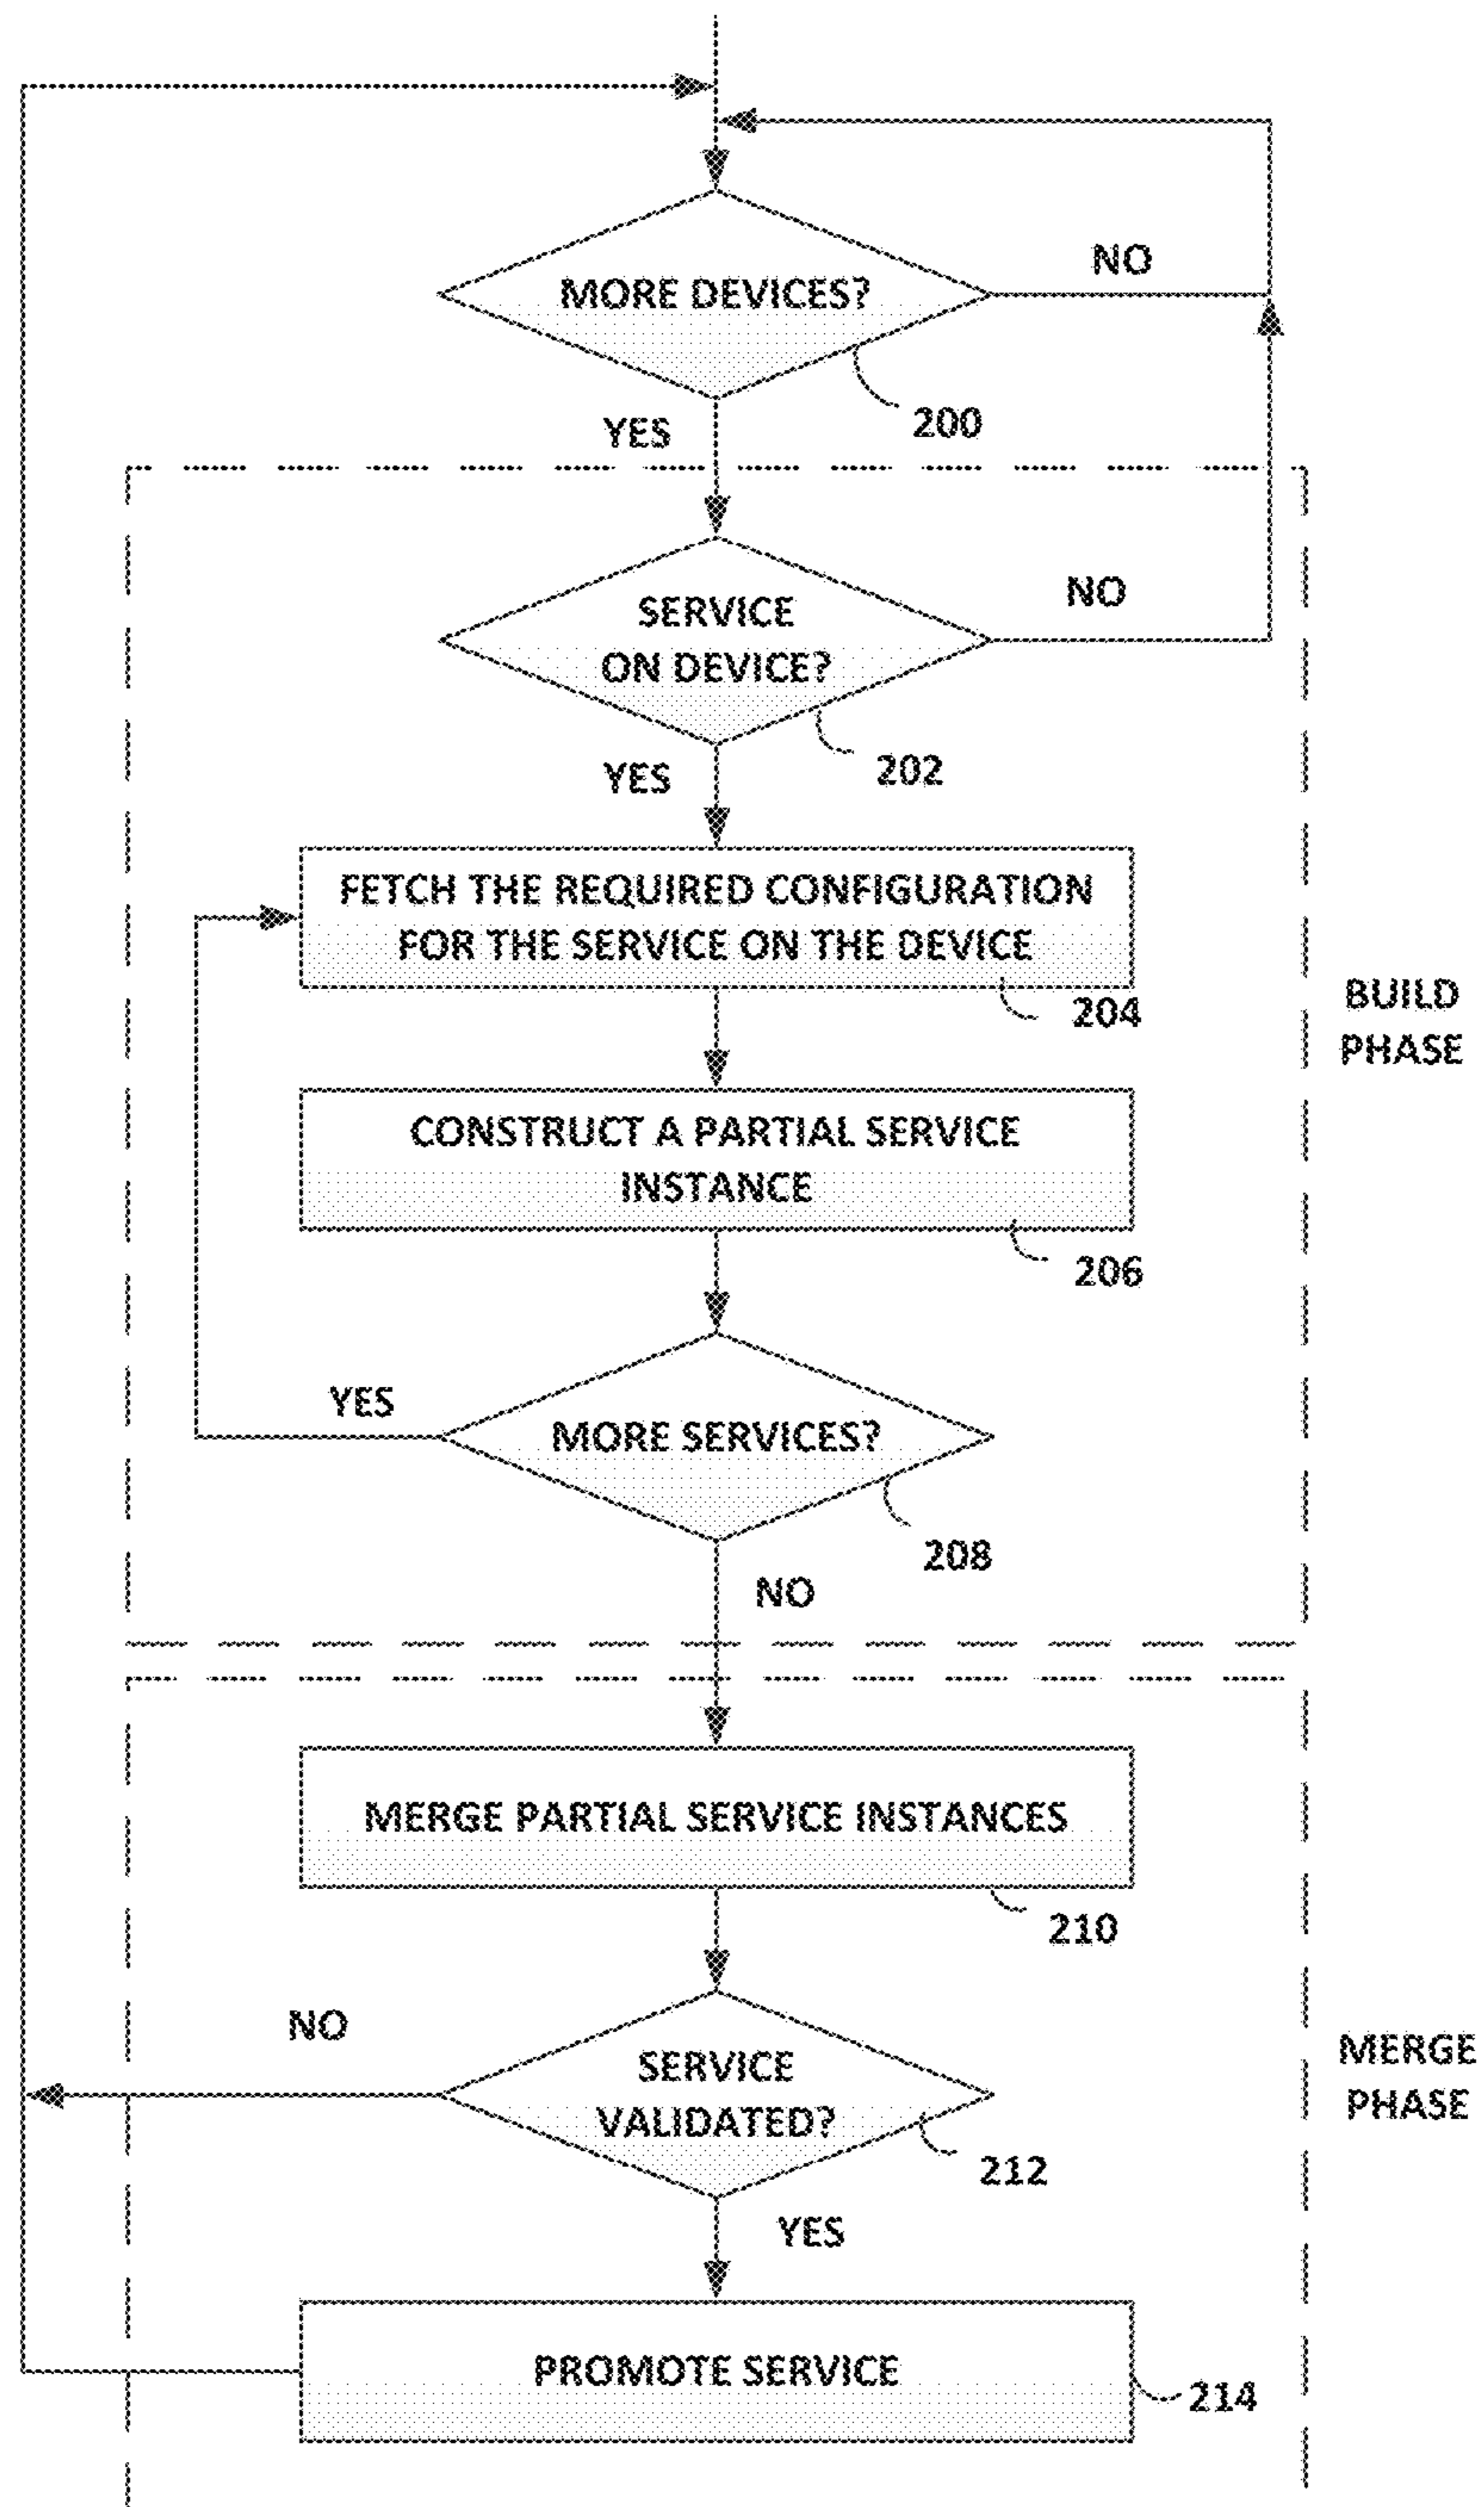 NO
MORE DEVICES?
200
YES
SERVICE
ON DEVICE?
NO
202
YES
FETCH THE REQUIRED CONFIGURATION
FOR THE SERVICE ON THE DEVICE
204
BUILD
PHASE
CONSTRUCT A PARTIAL SERVICE
INSTANCE
206
YES
MORE SERVICES?
208
NO
MERGE PARTIAL SERVICE INSTANCES
210
NO
SERVICE
VALIDATED?
MERGE
PHASE
212
YES
PROMOTE SERVICE
214